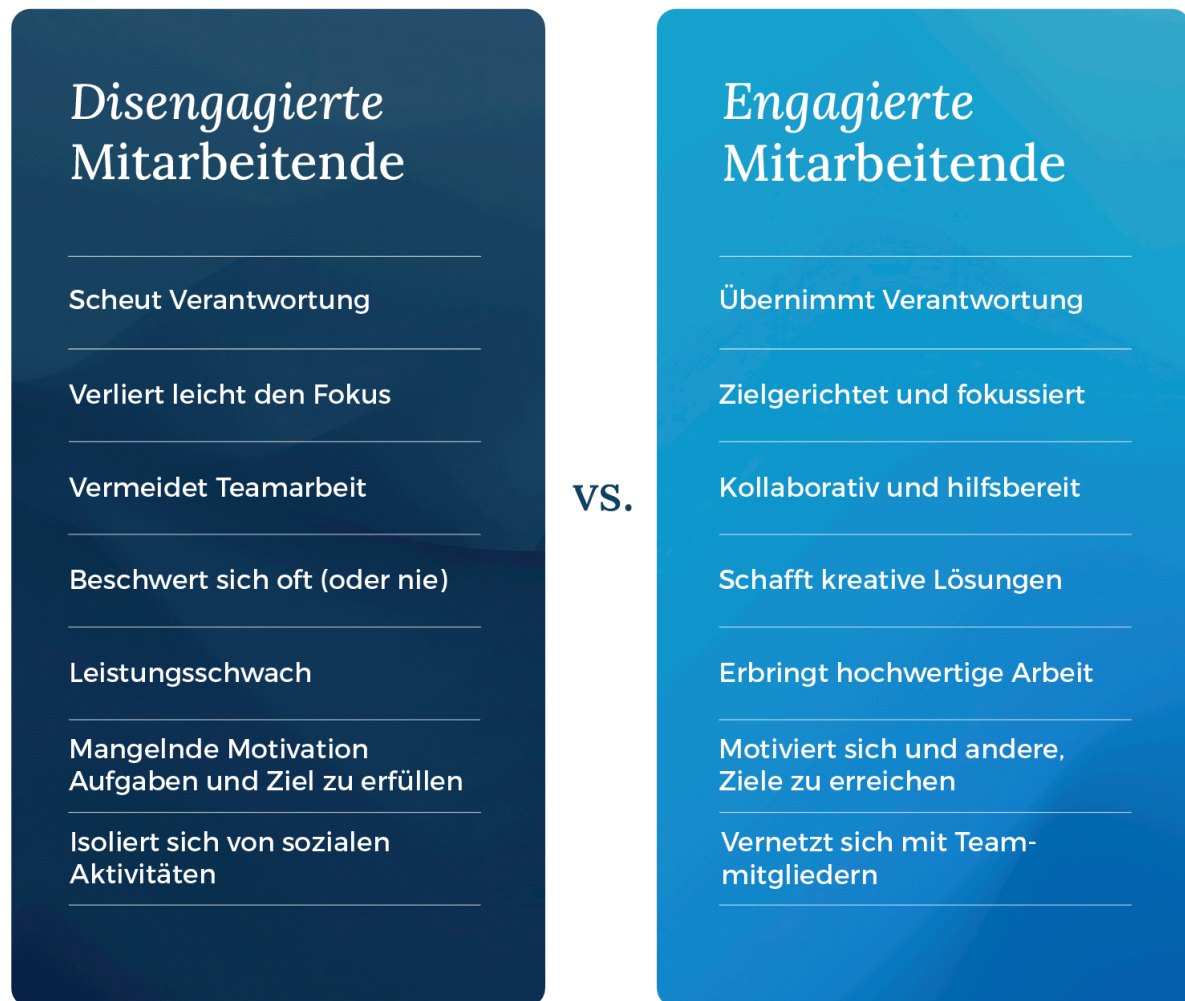 Disengagierte
Mitarbeitende
Scheut Verantwortung
Verliert leicht den Fokus
Vermeidet Teamarbeit
Beschwert sich oft (oder nie)
Leistungsschwach
Mangelnde Motivation
Aufgaben und Ziel zu erfüllen
Isoliert sich von sozialen
Aktivitäten
vs.
Engagierte
Mitarbeitende
Übernimmt Verantwortung
Zielgerichtet und fokussiert
Kollaborativ und hilfsbereit
Schafft kreative Lösungen
Erbringt hochwertige Arbeit
Motiviert sich und andere,
Ziele zu erreichen
Vernetzt sich mit Team-
mitgliedern